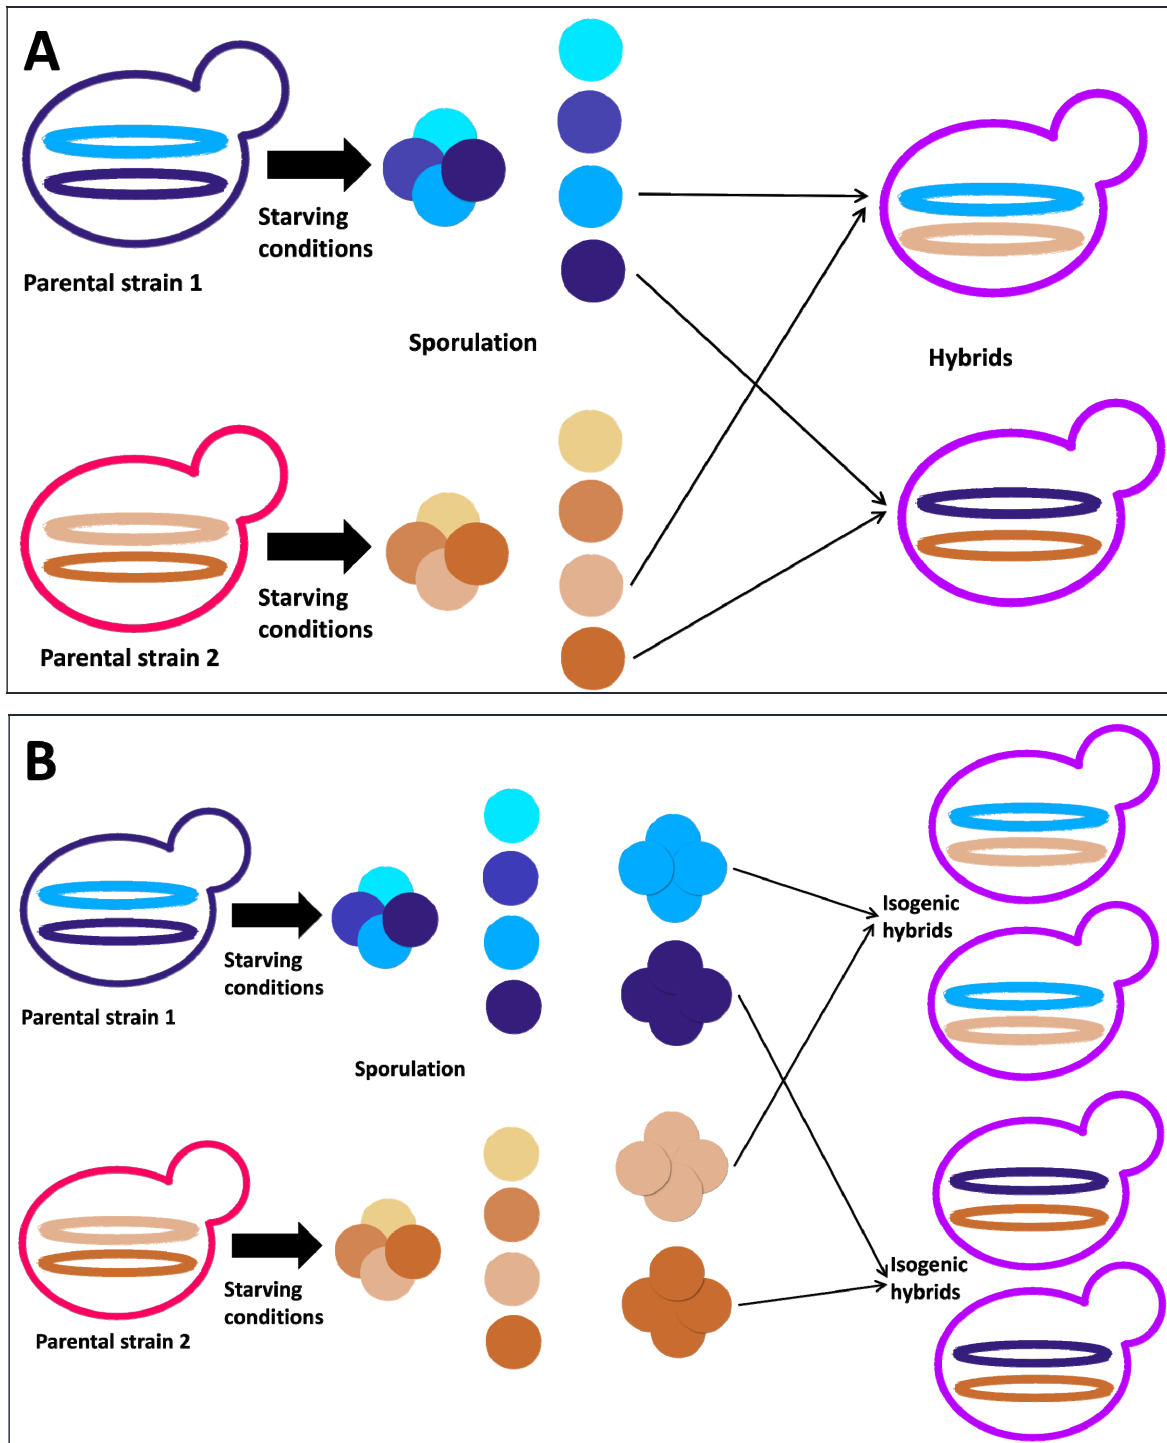 A
Starving
conditions
Parental strain 1
Sporulation
Hybrids
Starving
conditions
Parental strain 2
B
Isogenic
hybrids
Starving
conditions
Parental strain 1
Sporulation
Isogenic
hybrids
Starving
conditions
Parental strain 2